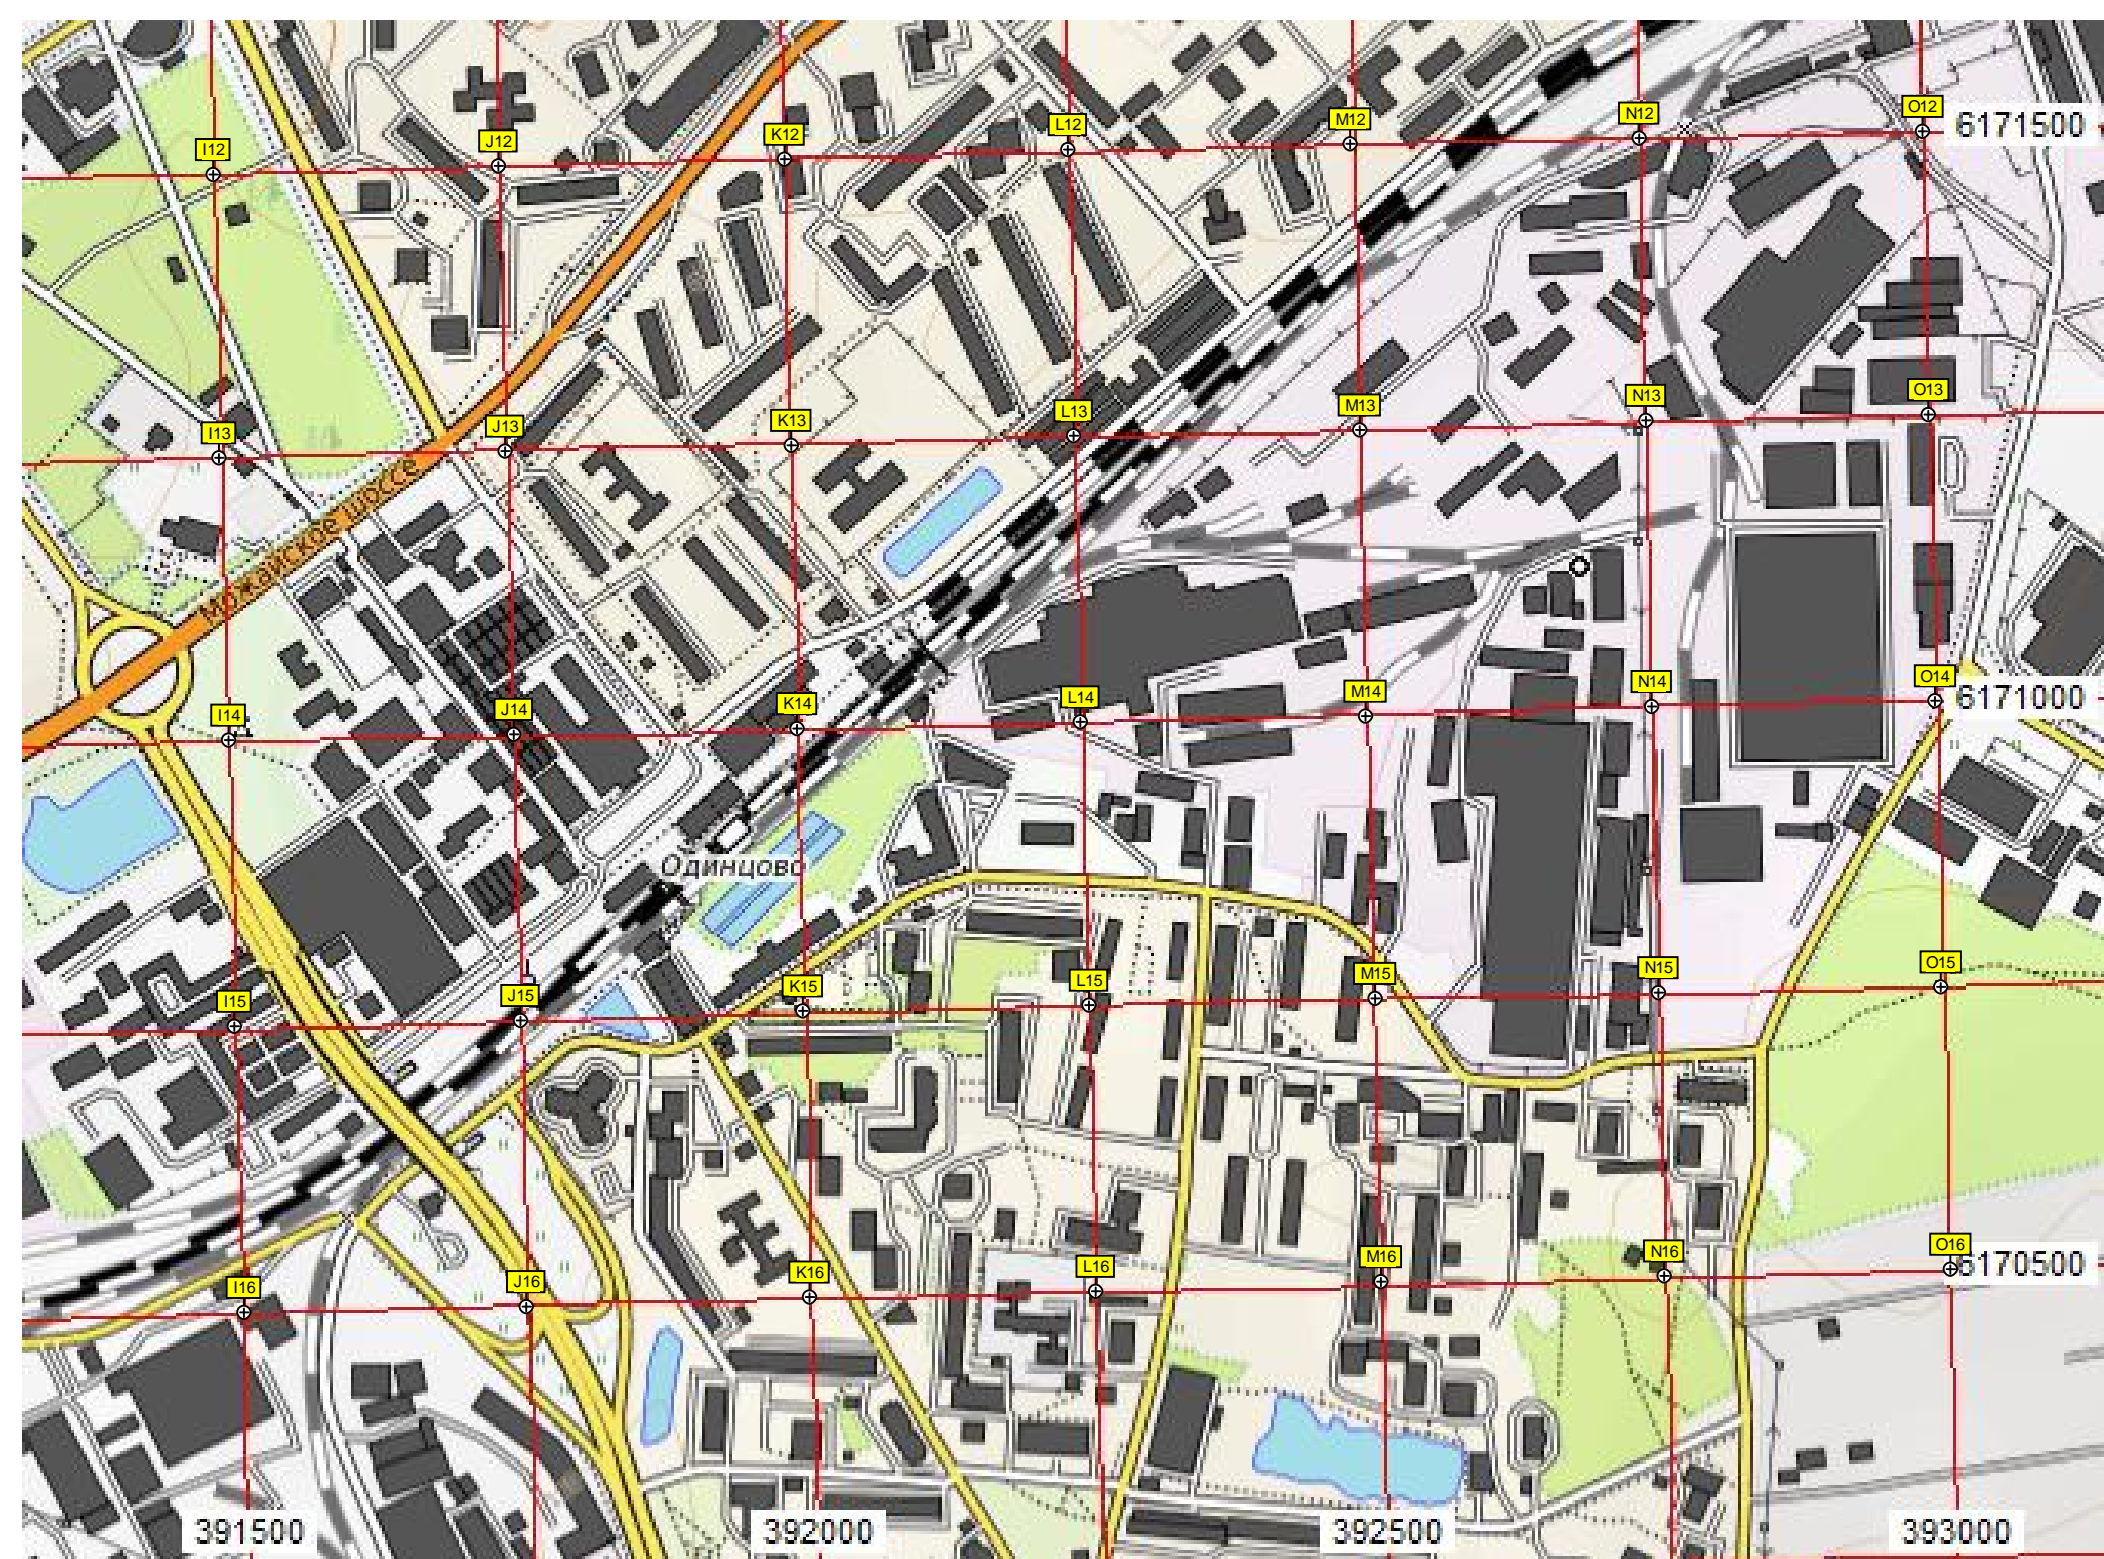 I12 J12 K12 L12 M12 N12 O12 6171500
I13 J13 K13 L13 M13 N13 O13
Можайское шоссе
I14 J14 K14 L14 M14 N14 O14 6171000
Одинцово
I15 J15 K15 L15 M15 N15 O15
I16 J16 K16 L16 M16 N16 O16 6170500
391500 392000 392500 393000